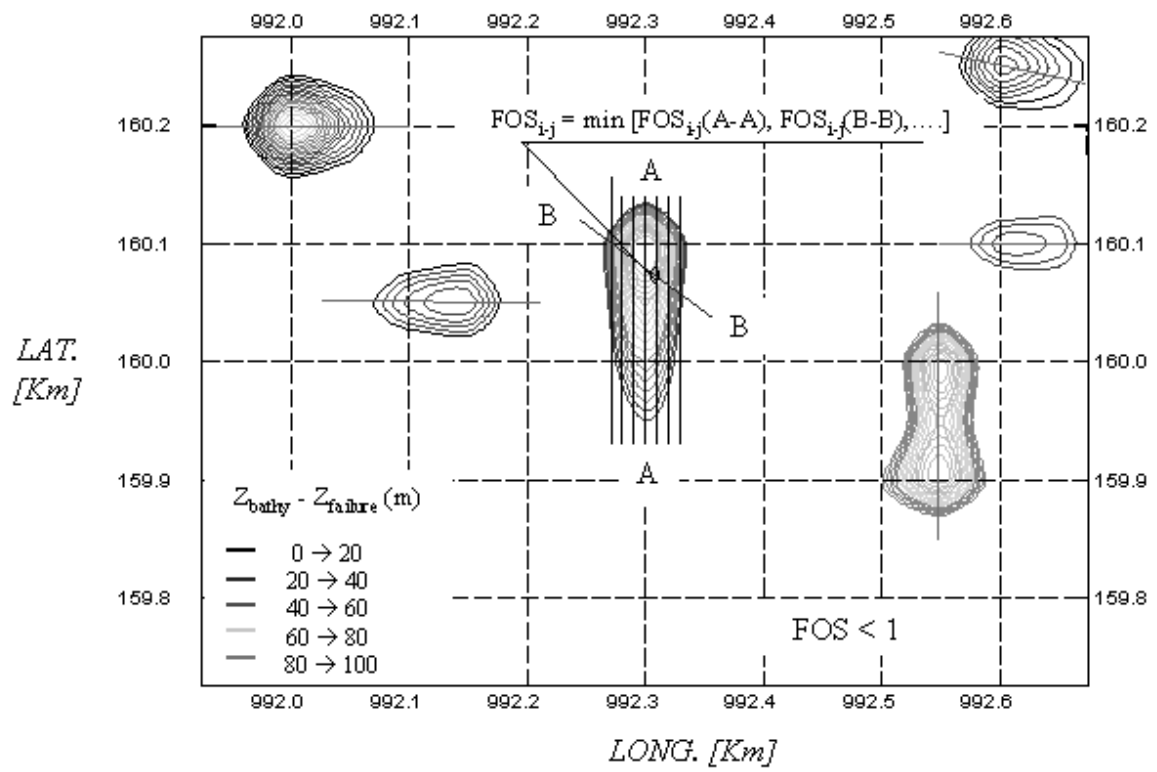 992.0 992.1 992.2 992.3 992.4 992.5 992.6
160.2 160.2
FOSi-j = min [FOSi-j(A-A), FOSi-j(B-B),....]
A
B
160.1 160.1
B
LAT.
[Km]
160.0 160.0
A
159.9 159.9
Zbathy - Zfailure (m)
0 → 20
20 → 40
40 → 60
60 → 80
80 → 100
159.8 159.8
FOS < 1
992.0 992.1 992.2 992.3 992.4 992.5 992.6
LONG. [Km]